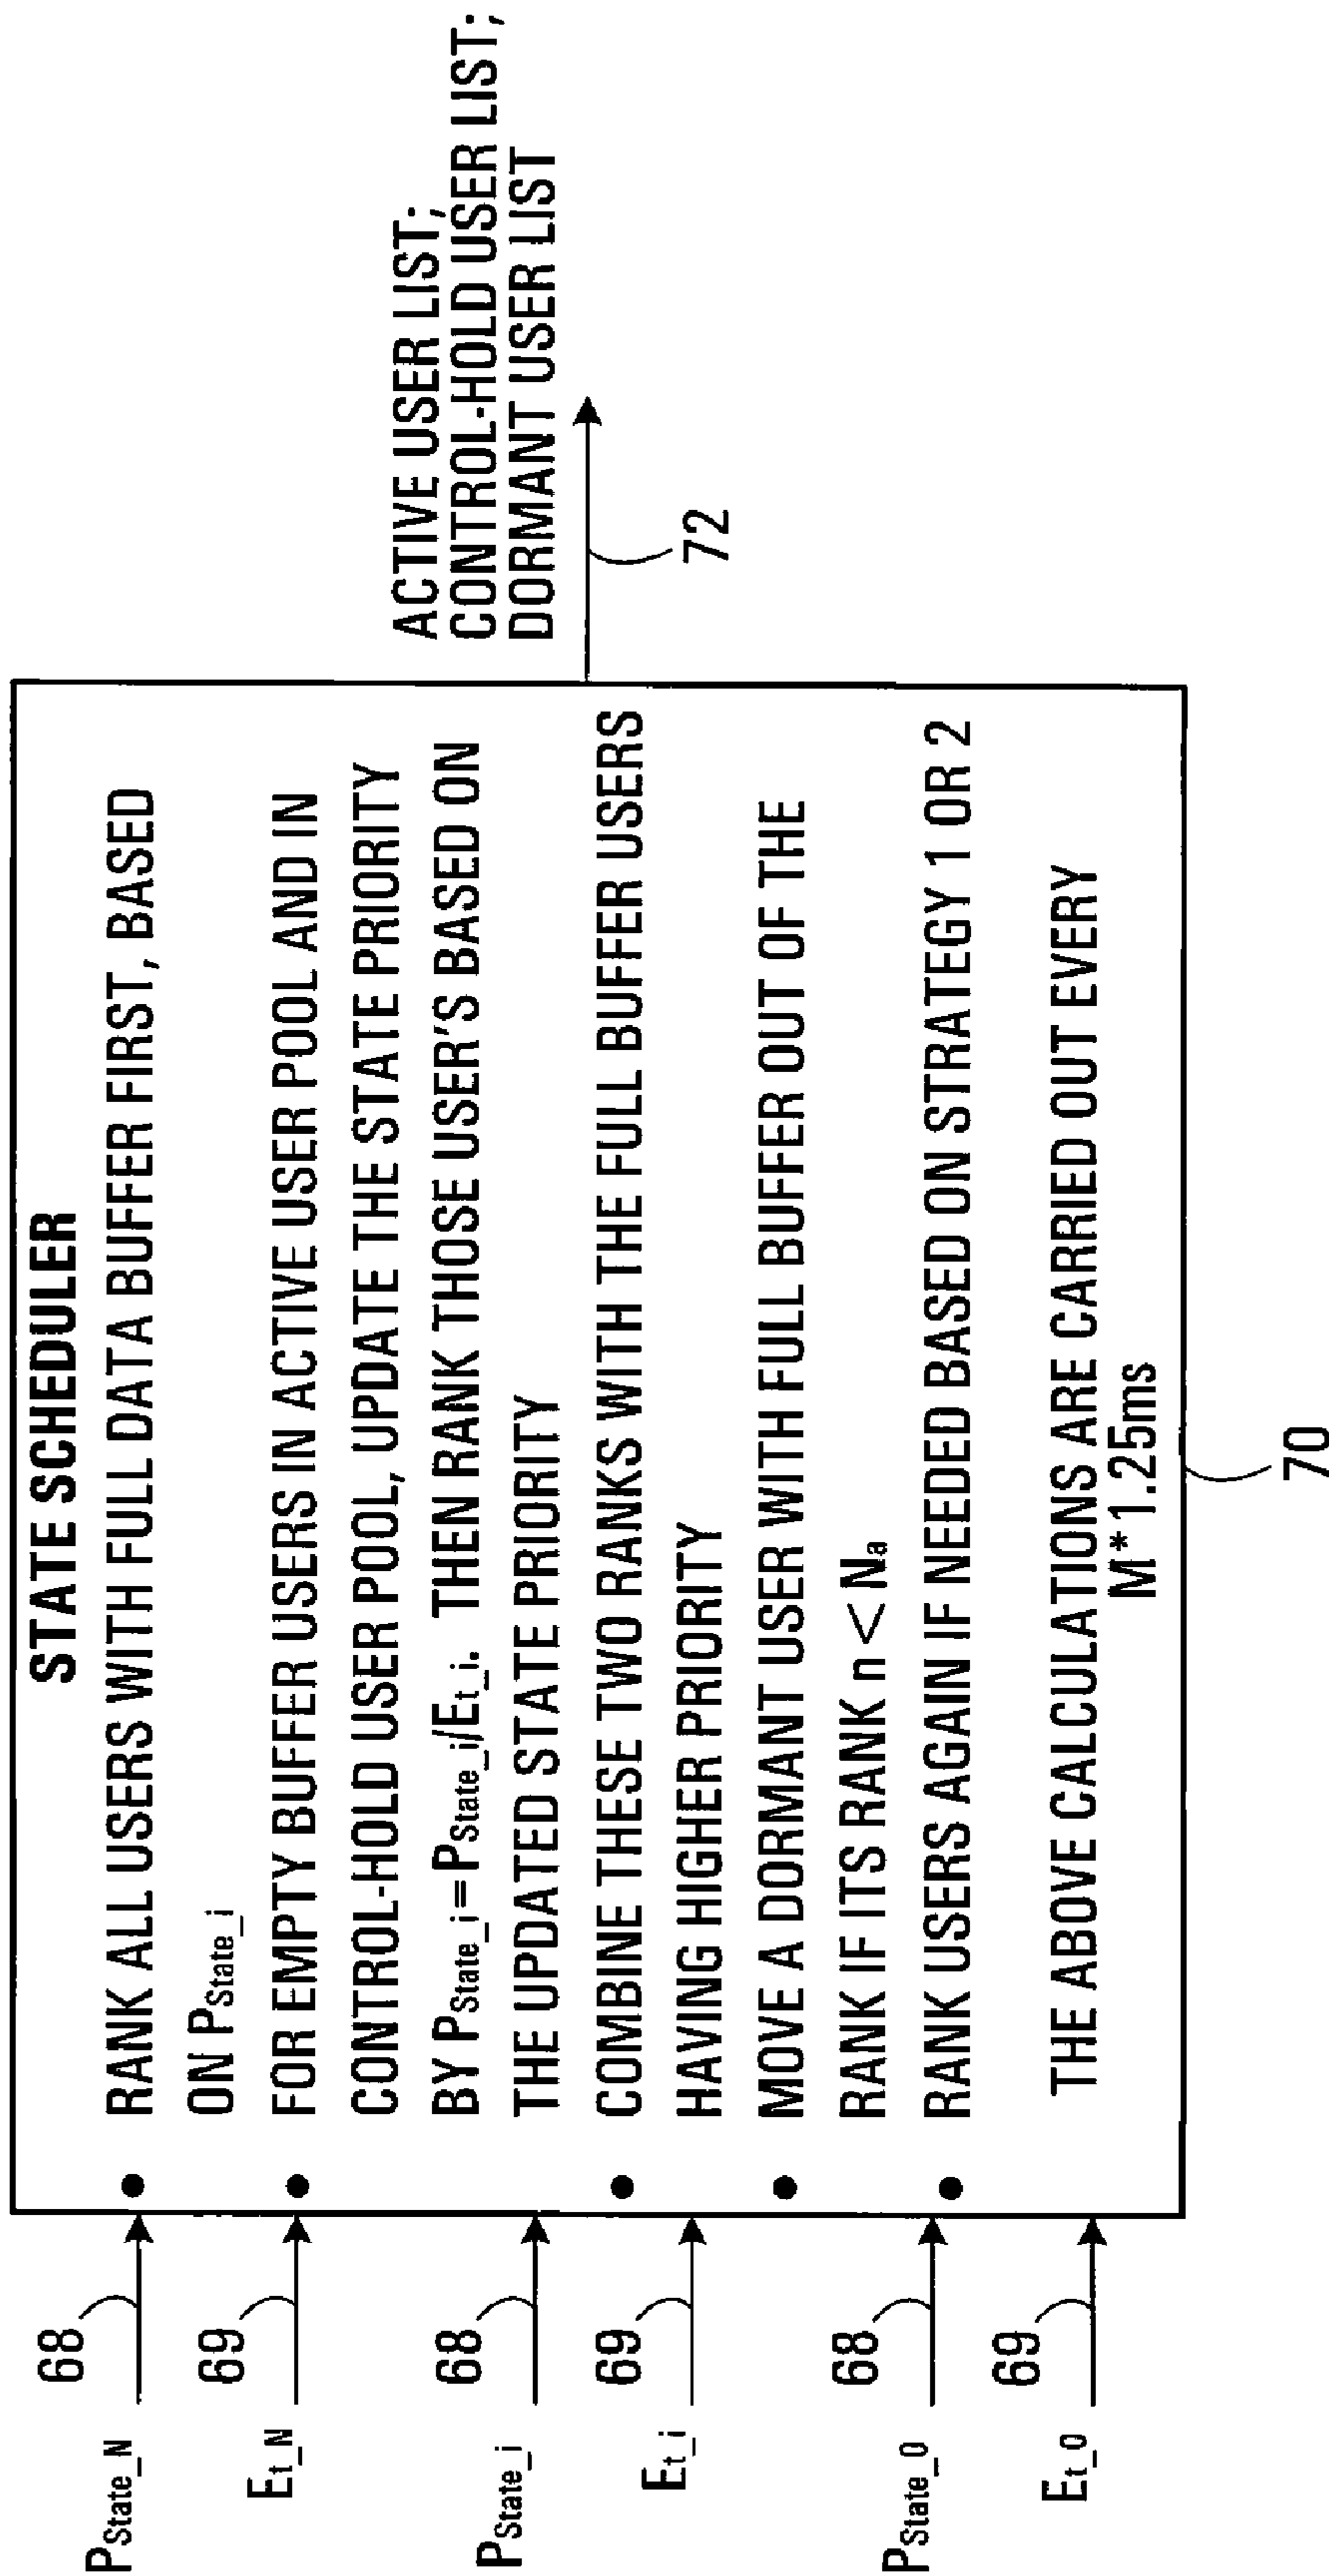 STATE SCHEDULER
RANK ALL USERS WITH FULL DATA BUFFER FIRST, BASED
ON PState_i
FOR EMPTY BUFFER USERS IN ACTIVE USER POOL AND IN
CONTROL-HOLD USER POOL, UPDATE THE STATE PRIORITY
BY PState_i = PState_i/Et_i. THEN RANK THOSE USER'S BASED ON
THE UPDATED STATE PRIORITY
COMBINE THESE TWO RANKS WITH THE FULL BUFFER USERS
HAVING HIGHER PRIORITY
MOVE A DORMANT USER WITH FULL BUFFER OUT OF THE
RANK IF ITS RANK n < Na
RANK USERS AGAIN IF NEEDED BASED ON STRATEGY 1 OR 2
THE ABOVE CALCULATIONS ARE CARRIED OUT EVERY
M*1.25ms
70
PState_N
68
Et_N
69
PState_i
68
Et_i
69
PState_0
68
Et_0
69
ACTIVE USER LIST;
CONTROL-HOLD USER LIST;
DORMANT USER LIST
72